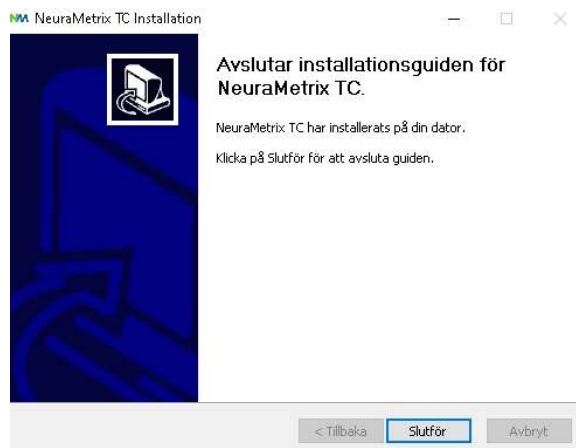 NM NeuraMetrix TC Installation
Avslutar installationsguiden för
NeuraMetrix TC.
NeuraMetrix TC har installerats på din dator.
Klicka på Slutför för att avsluta guiden.
< Tillbaka
Slutför
Avbryt